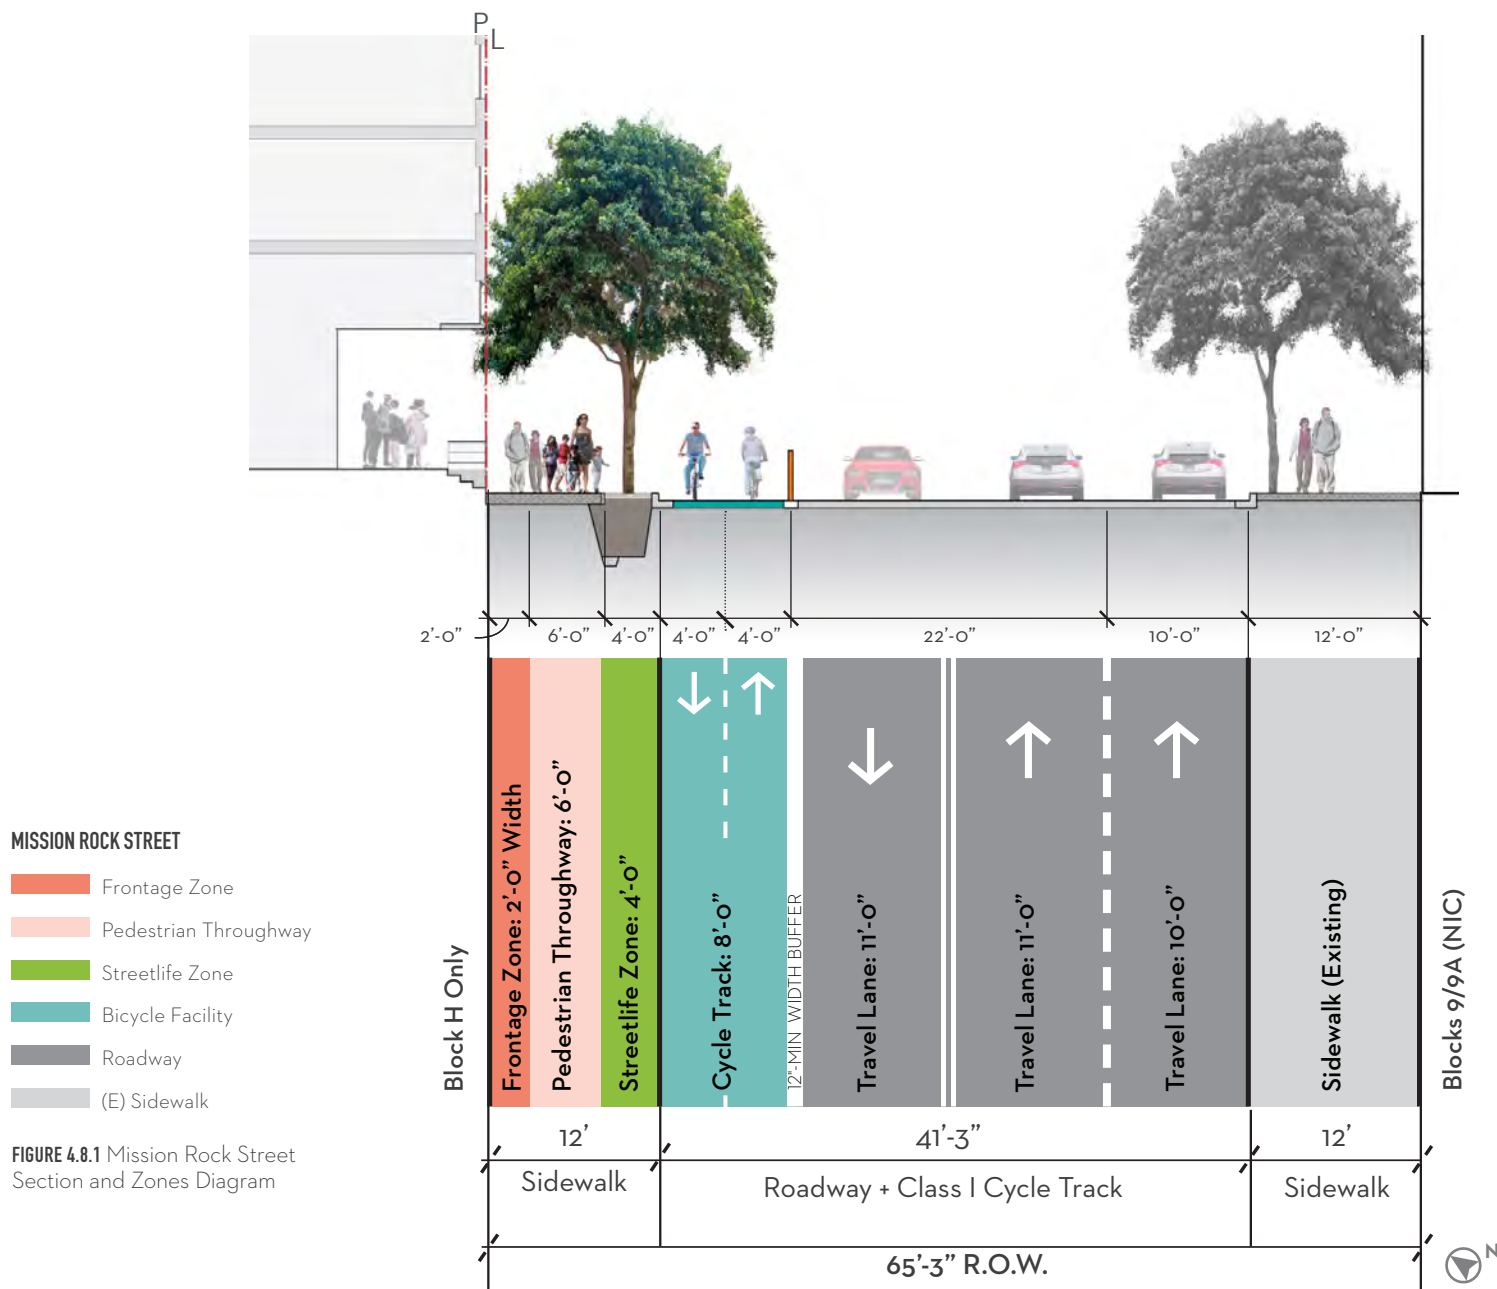 PL
2'-0"
6'-0"
4'-0"
4'-0"
4'-0"
22'-0"
10'-0"
12'-0"
Block H Only
Frontage Zone: 2'-0" Width
Pedestrian Throughway: 6'-0"
Streetlife Zone: 4'-0"
Cycle Track: 8'-0"
12"-MIN WIDTH BUFFER
Travel Lane: 11'-0"
Travel Lane: 11'-0"
Travel Lane: 10'-0"
Sidewalk (Existing)
Blocks 9/9A (NIC)
MISSION ROCK STREET
Frontage Zone
Pedestrian Throughway
Streetlife Zone
Bicycle Facility
Roadway
(E) Sidewalk
FIGURE 4.8.1 Mission Rock Street
Section and Zones Diagram
12'
41'-3"
12'
Sidewalk
Roadway + Class I Cycle Track
Sidewalk
65'-3" R.O.W.
N